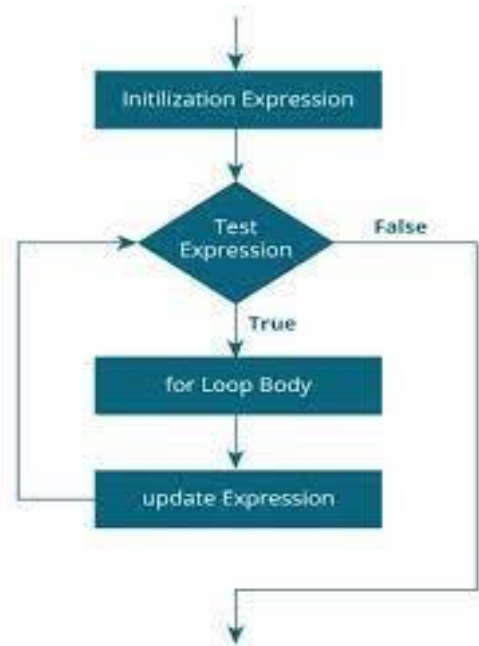 Initilization Expression
Test
Expression
False
True
for Loop Body
update Expression